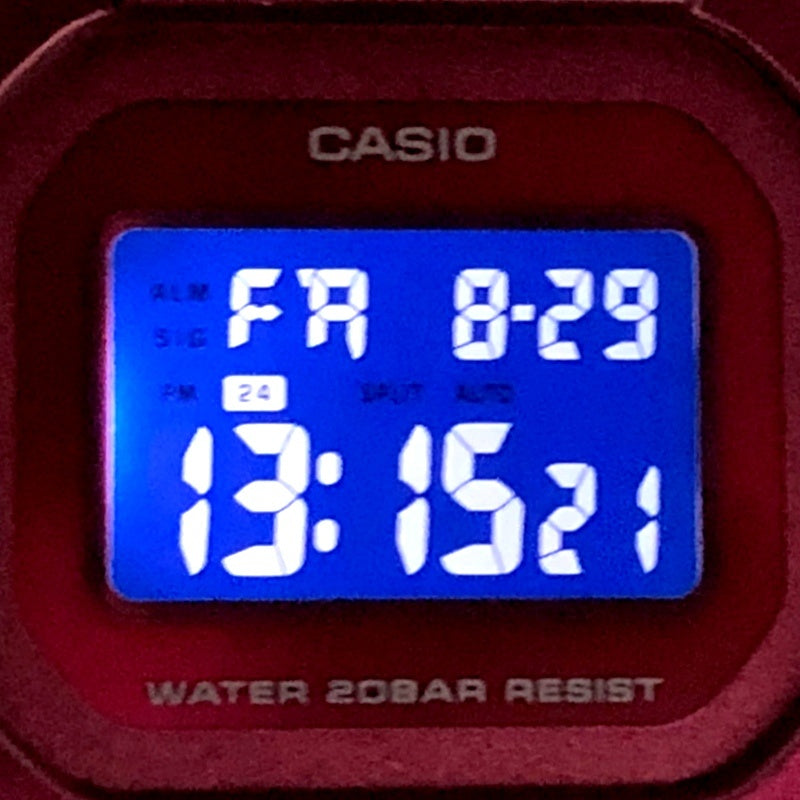 CASIO
ALM FR 8-29
SIG
PM 24 SPLIT AUTO
13:15 21
WATER 20BAR RESIST